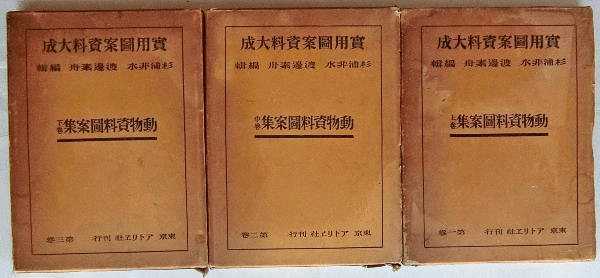 實用圖案資料大成
杉浦非水 渡邊素舟 編輯
動物資料圖案集 上卷
東京 アトリヱ社刊行 第一卷
實用圖案資料大成
杉浦非水 渡邊素舟 編輯
動物資料圖案集 中卷
東京 アトリヱ社刊行 第二卷
實用圖案資料大成
杉浦非水 渡邊素舟 編輯
動物資料圖案集 下卷
東京 アトリヱ社刊行 第三卷